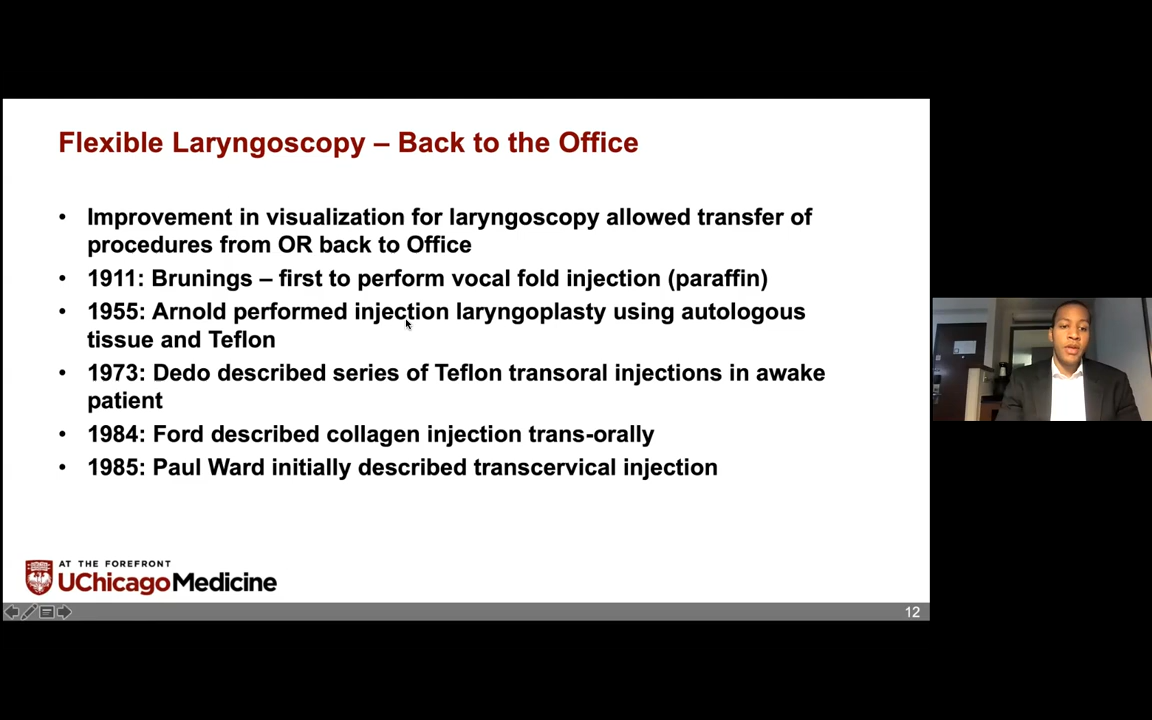 Flexible Laryngoscopy – Back to the Office
• Improvement in visualization for laryngoscopy allowed transfer of
procedures from OR back to Office
• 1911: Brunings – first to perform vocal fold injection (paraffin)
• 1955: Arnold performed injection laryngoplasty using autologous
tissue and Teflon
• 1973: Dedo described series of Teflon transoral injections in awake
patient
• 1984: Ford described collagen injection trans-orally
• 1985: Paul Ward initially described transcervical injection
AT THE FOREFRONT
UChicagoMedicine
12